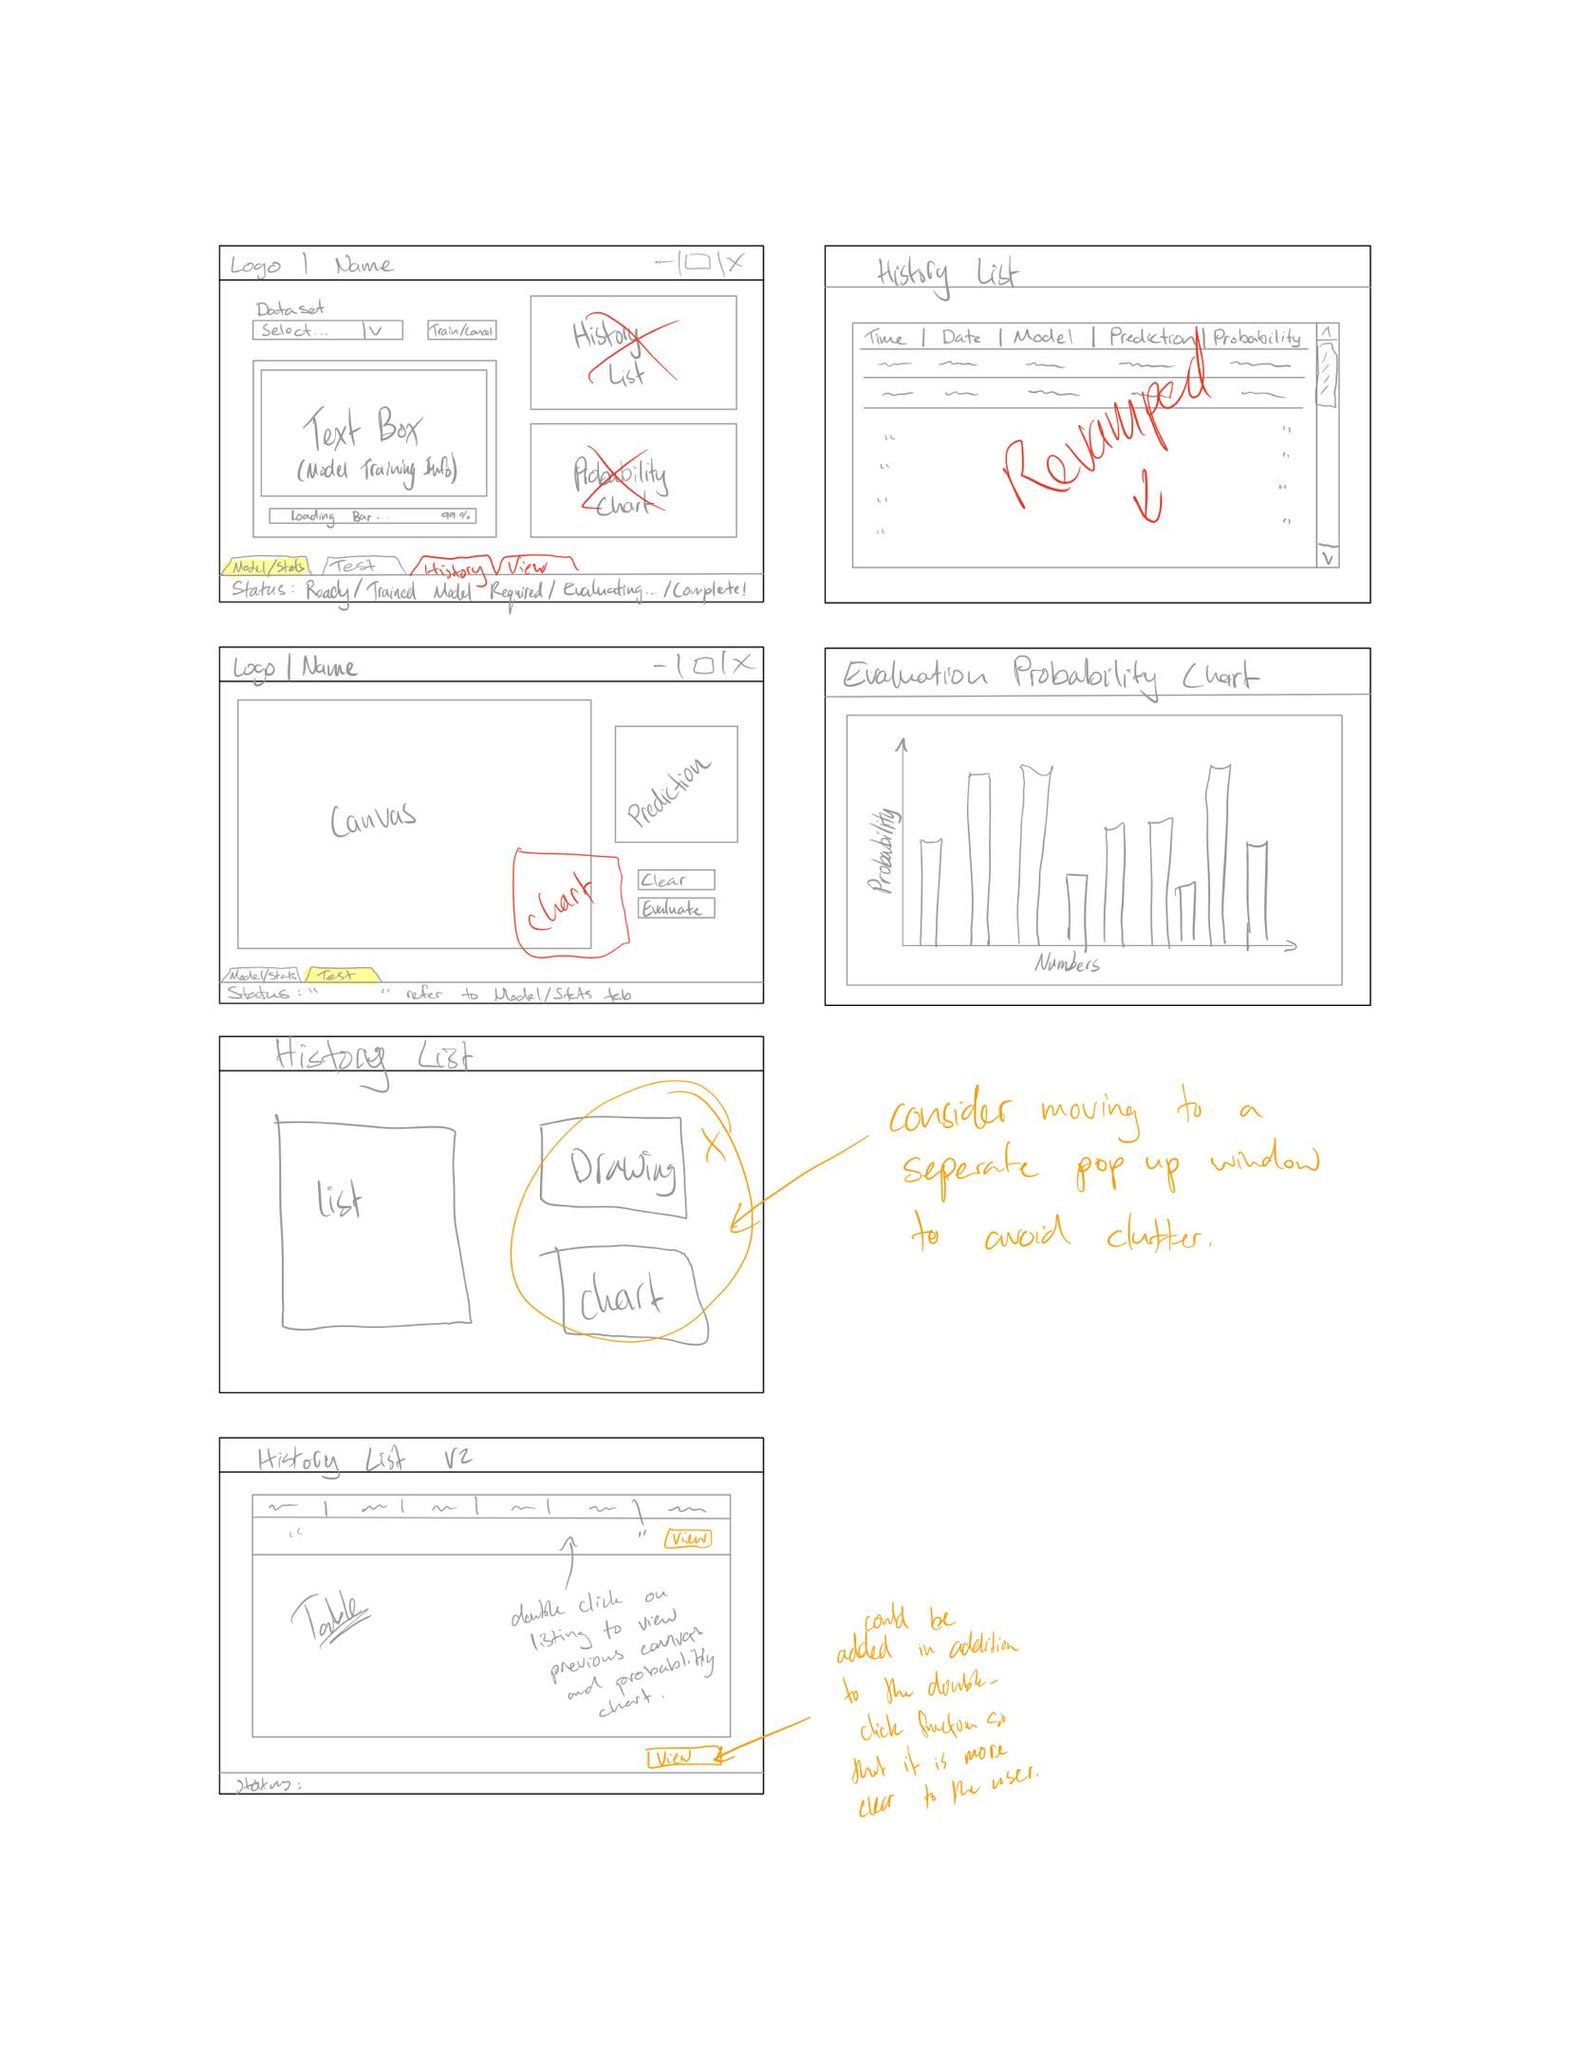 Logo | Name
Dataset
Select... V
Train/Cancel
Text Box
(Model Training Info)
Loading Bar... 99%
History
List
Probability
Chart
Model/Stats Test History View
Status: Ready/Trained Model Required/Evaluating.../Complete!
History List
Time | Date | Model | Prediction | Probability
Revamped
Logo | Name
Canvas
Prediction
Chart
Clear
Evaluate
Model/Stats Test
Status: " " refer to Model/Stats tab
Evaluation Probability Chart
Probability
Numbers
History List
list
Drawing
X
Chart
consider moving to a
seperate pop up window
to avoid clutter.
History List V2
" " View
Table
double click on
listing to view
previous canvas
and probability
chart.
View
Status:
could be
added in addition
to the double-
click function so
that it is more
clear to the user.